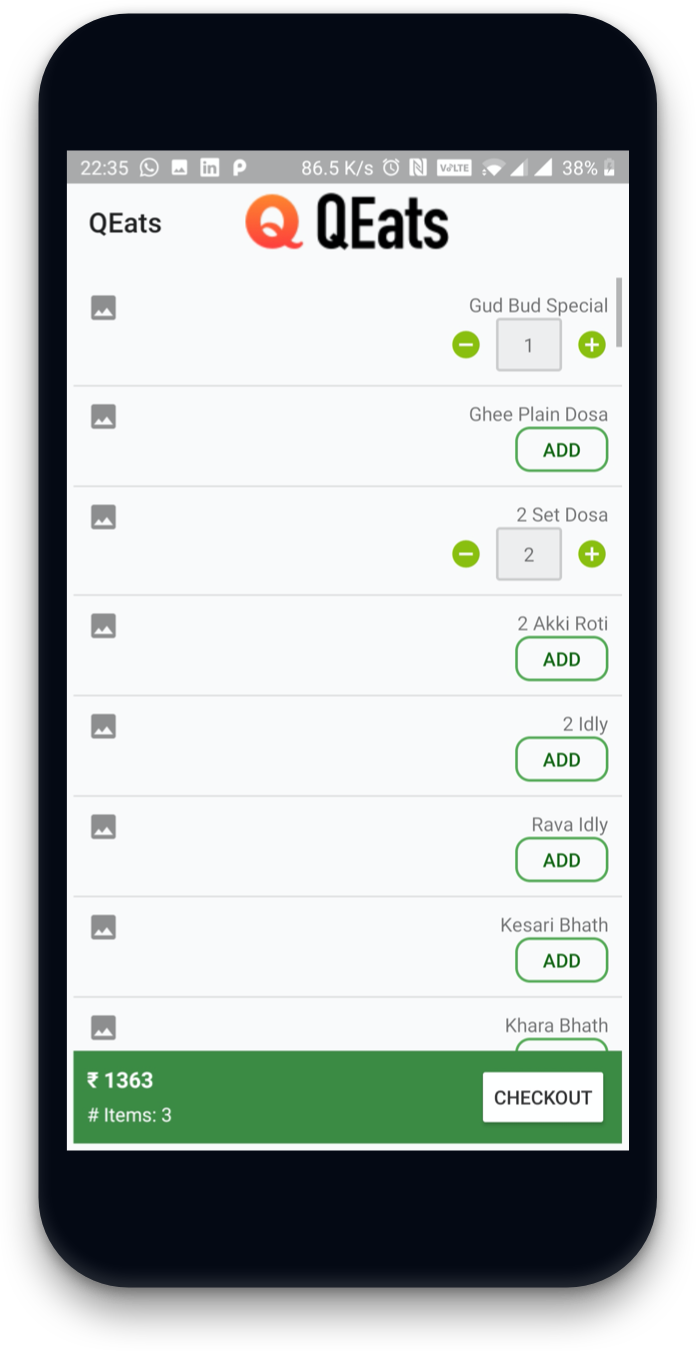 22:35 86.5 K/s VoLTE 38%
QEats QEats
Gud Bud Special
1
Ghee Plain Dosa
ADD
2 Set Dosa
2
2 Akki Roti
ADD
2 Idly
ADD
Rava Idly
ADD
Kesari Bhath
ADD
Khara Bhath
₹ 1363
# Items: 3
CHECKOUT